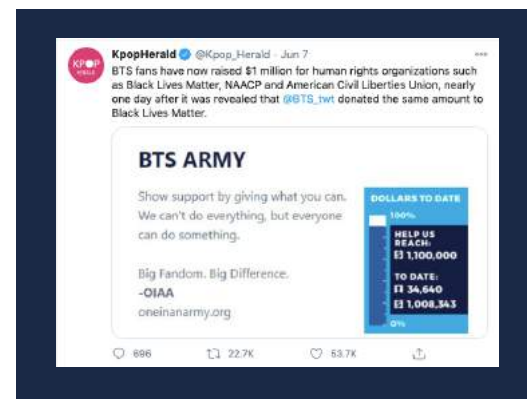 KpopHerald @Kpop_Herald · Jun 7
BTS fans have now raised $1 million for human rights organizations such
as Black Lives Matter, NAACP and American Civil Liberties Union, nearly
one day after it was revealed that @BTS_twt donated the same amount to
Black Lives Matter.
KPOP
HERALD
BTS ARMY
Show support by giving what you can.
We can't do everything, but everyone
can do something.
Big Fandom. Big Difference.
-OIAA
oneinanarmy.org
DOLLARS TO DATE
100%
HELP US
REACH:
1,100,000
TO DATE:
34,640
1,008,343
0%
696 22.7K 53.7K